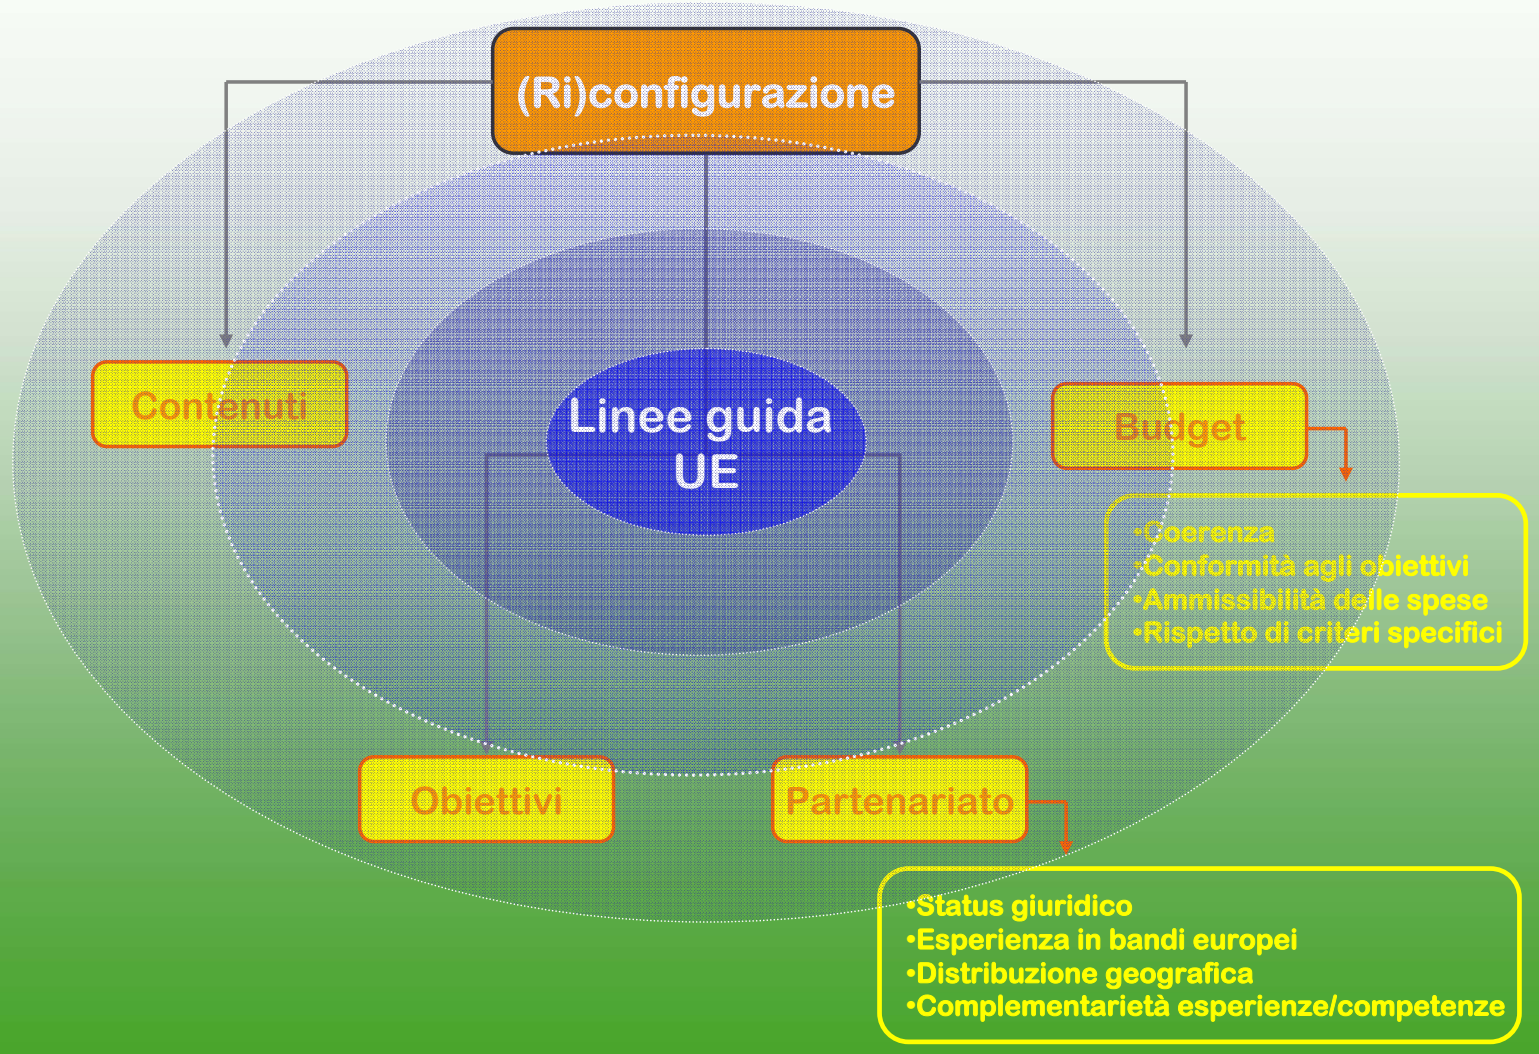 (Ri)configurazione
Contenuti
Linee guida
UE
Budget
•Coerenza
•Conformità agli obiettivi
•Ammissibilità delle spese
•Rispetto di criteri specifici
Obiettivi
Partenariato
•Status giuridico
•Esperienza in bandi europei
•Distribuzione geografica
•Complementarietà esperienze/competenze